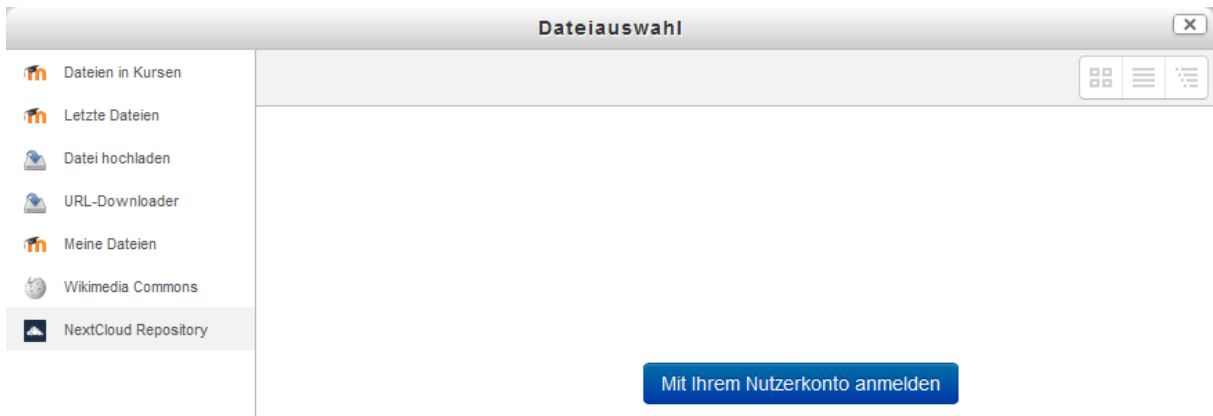 Dateiauswahl
Dateien in Kursen
Letzte Dateien
Datei hochladen
URL-Downloader
Meine Dateien
Wikimedia Commons
NextCloud Repository
Mit Ihrem Nutzerkonto anmelden